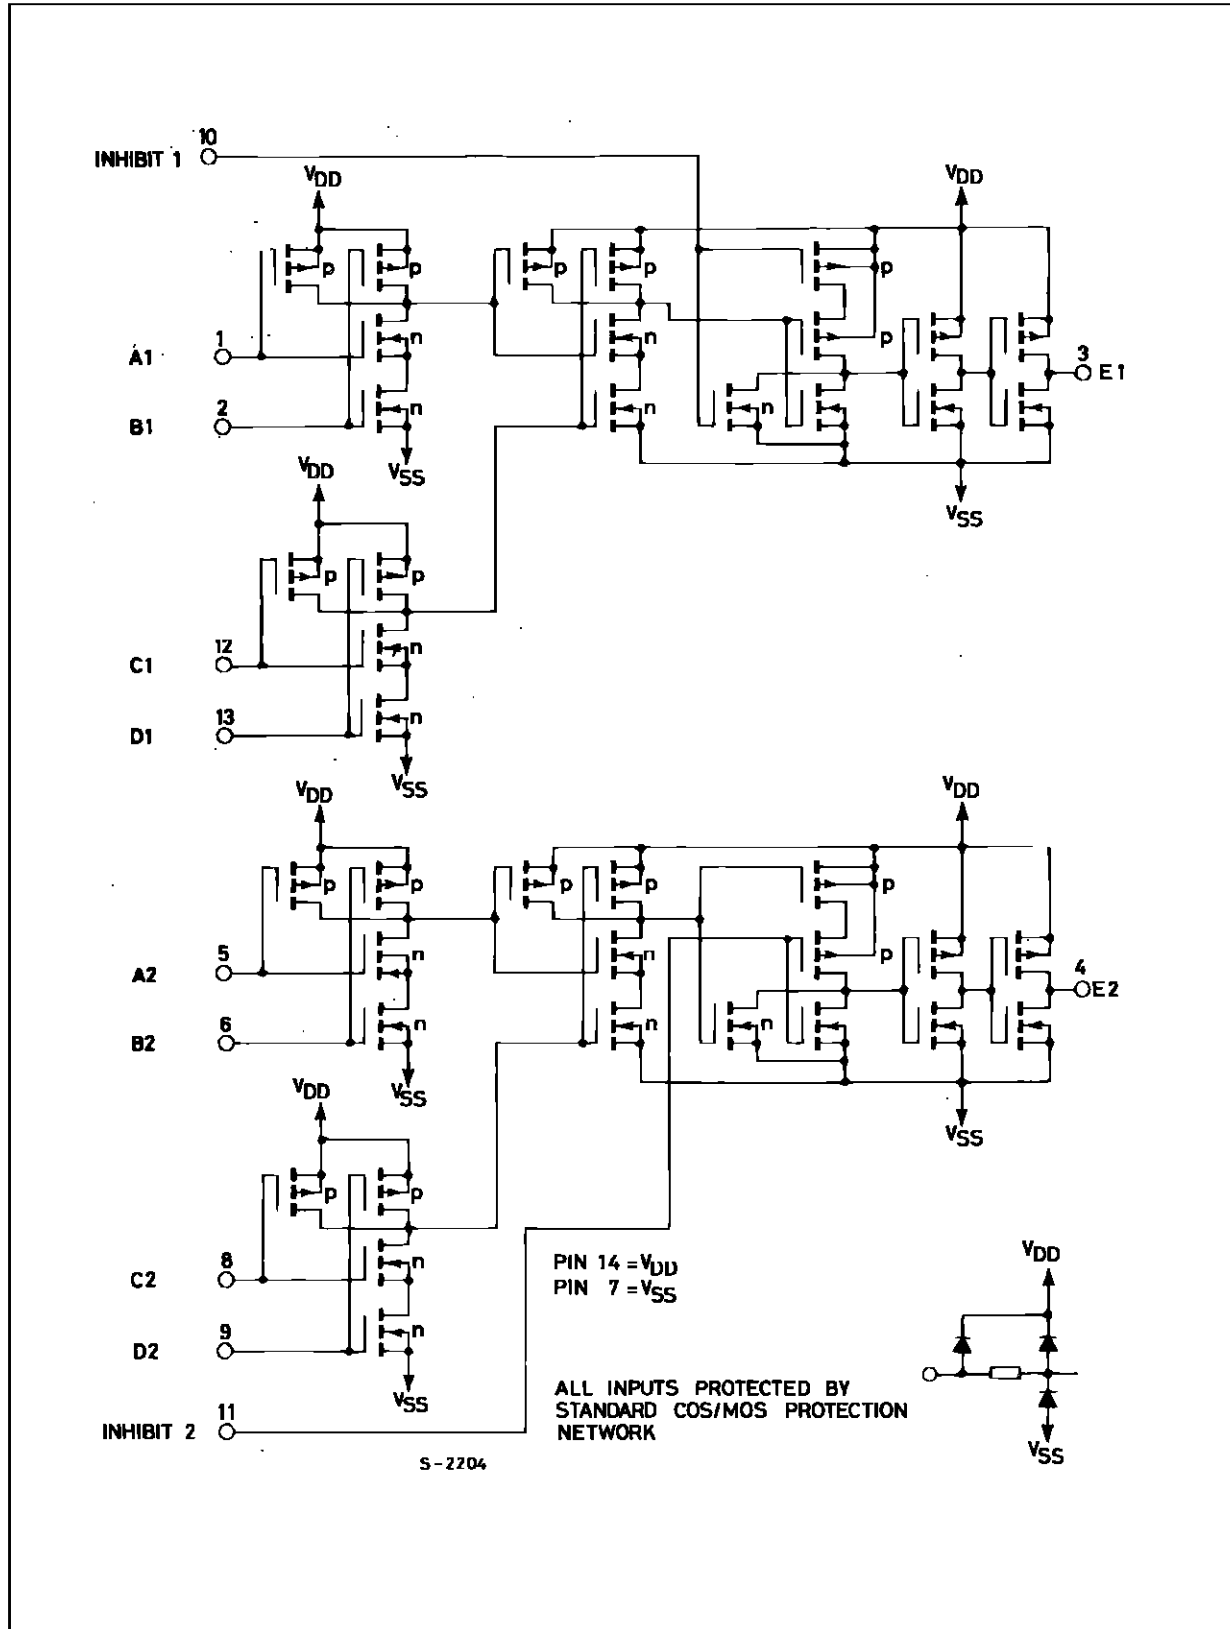 10
INHIBIT 1
VDD
VDD
p
p
p
p
p
n
p
1
A1
n
n
3
E1
2
B1
n
n
VSS
VDD
VSS
p
p
12
C1
n
13
D1
n
VSS
VDD
VDD
p
p
p
p
p
n
n
p
5
A2
4
E2
6
B2
n
n
n
VSS
VDD
VSS
p
p
8
C2
n
PIN 14 = VDD
PIN 7 = VSS
VDD
9
D2
n
VSS
ALL INPUTS PROTECTED BY
STANDARD COS/MOS PROTECTION
NETWORK
VSS
11
INHIBIT 2
S-2204